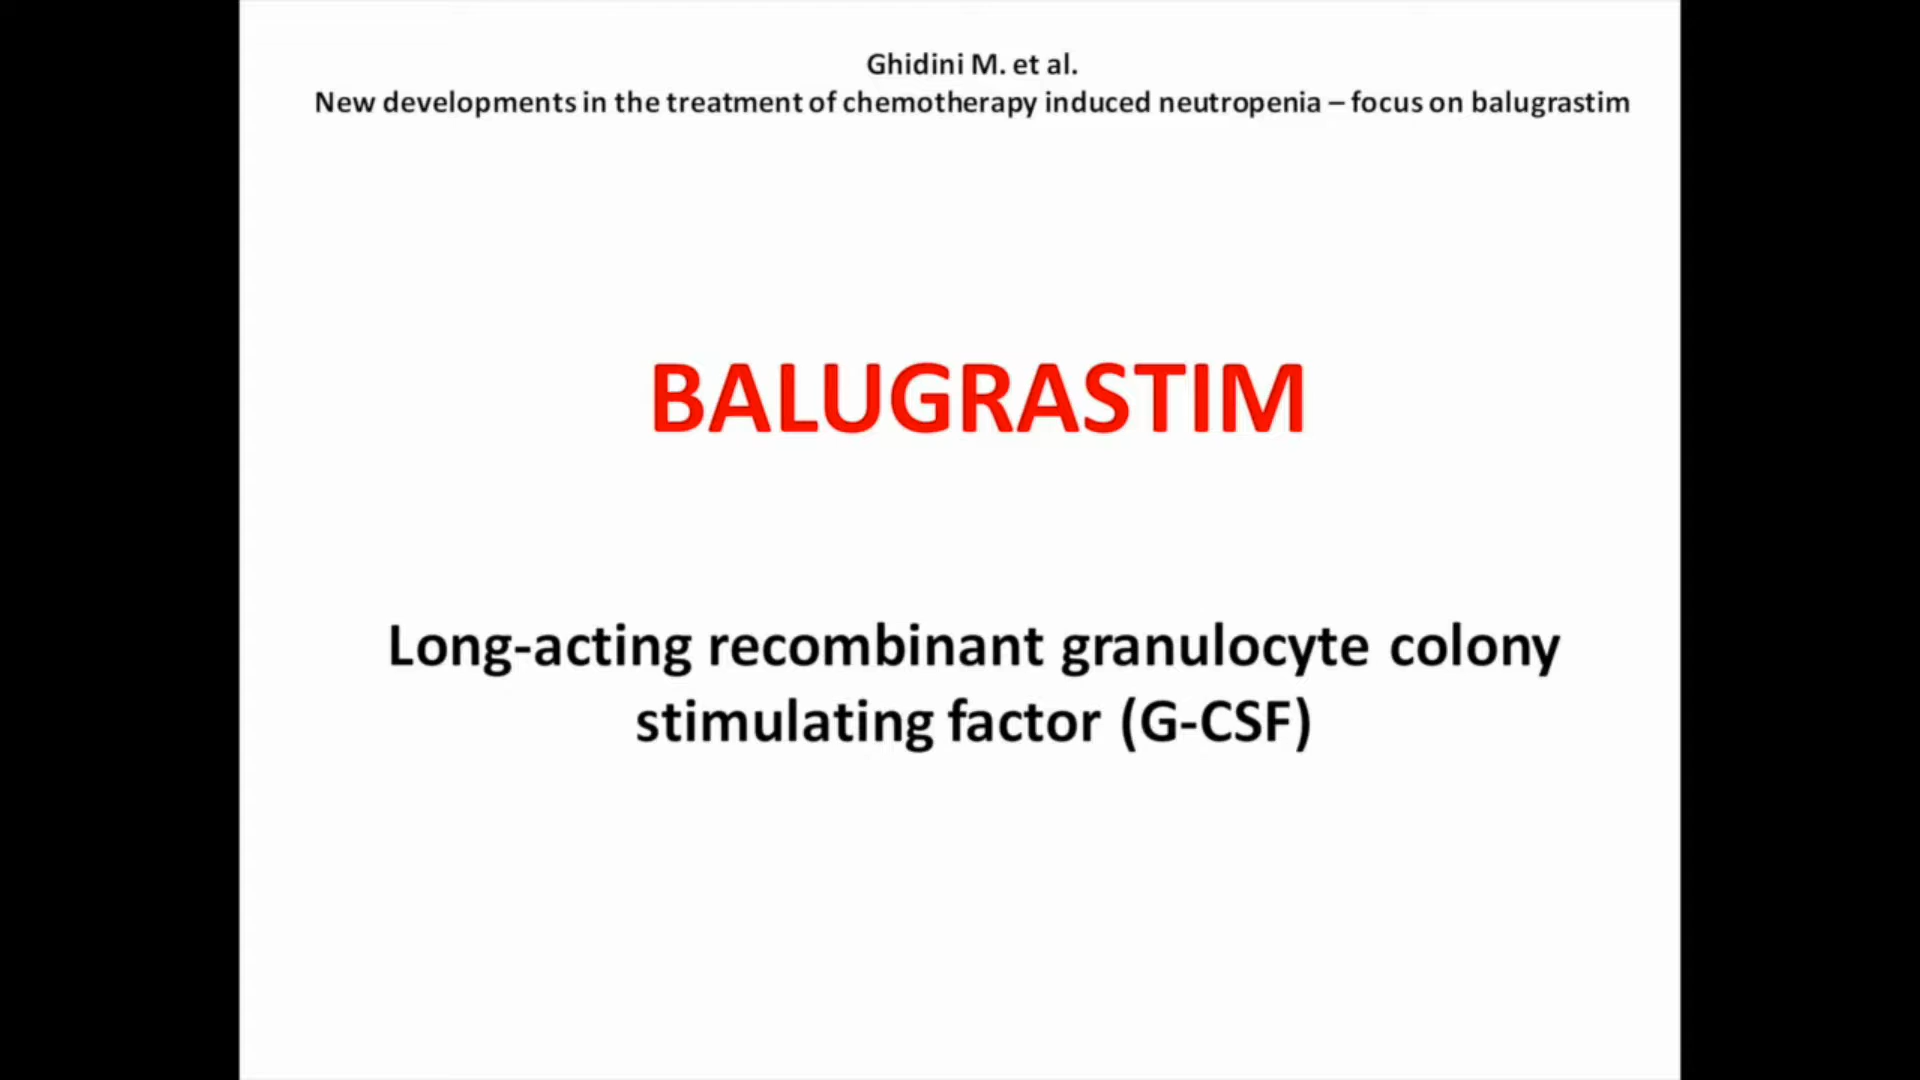 Ghidini M. et al.
New developments in the treatment of chemotherapy induced neutropenia – focus on balugrastim
BALUGRASTIM
Long-acting recombinant granulocyte colony
stimulating factor (G-CSF)